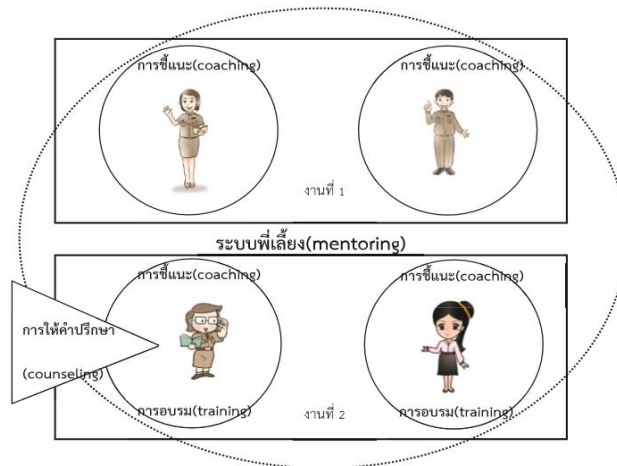 การชี้แนะ(coaching)
การชี้แนะ(coaching)
งานที่ 1
ระบบพี่เลี้ยง(mentoring)
การชี้แนะ(coaching)
การชี้แนะ(coaching)
การให้คำปรึกษา
(counseling)
การอบรม(training)
งานที่ 2
การอบรม(training)